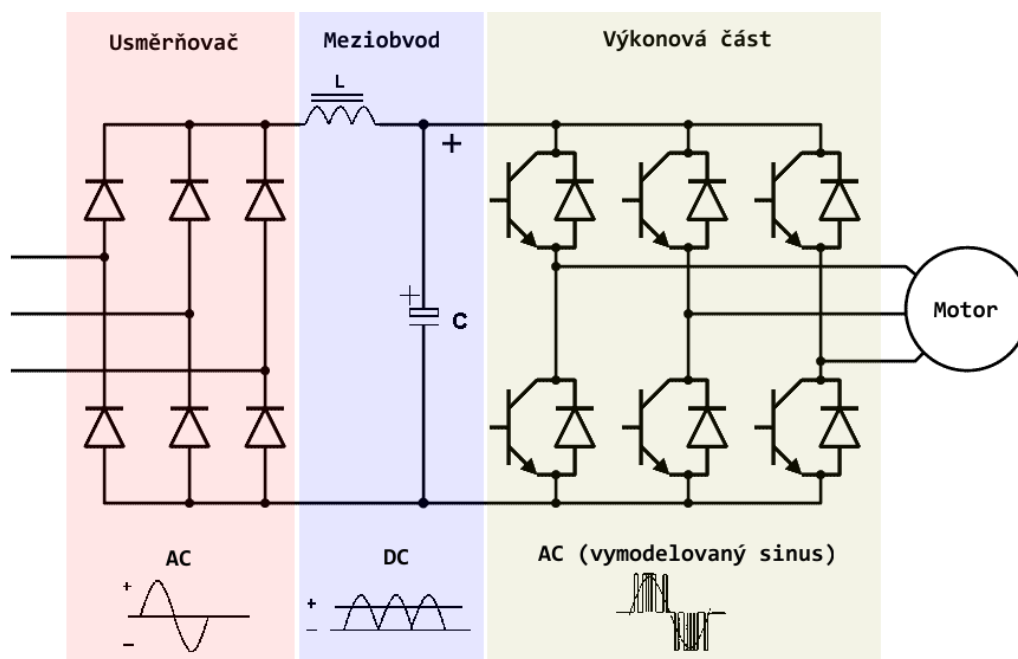 Usměrňovač
Meziobvod
Výkonová část
L
+
+
C
Motor
AC
DC
AC (vymodelovaný sinus)
+
−
+
−